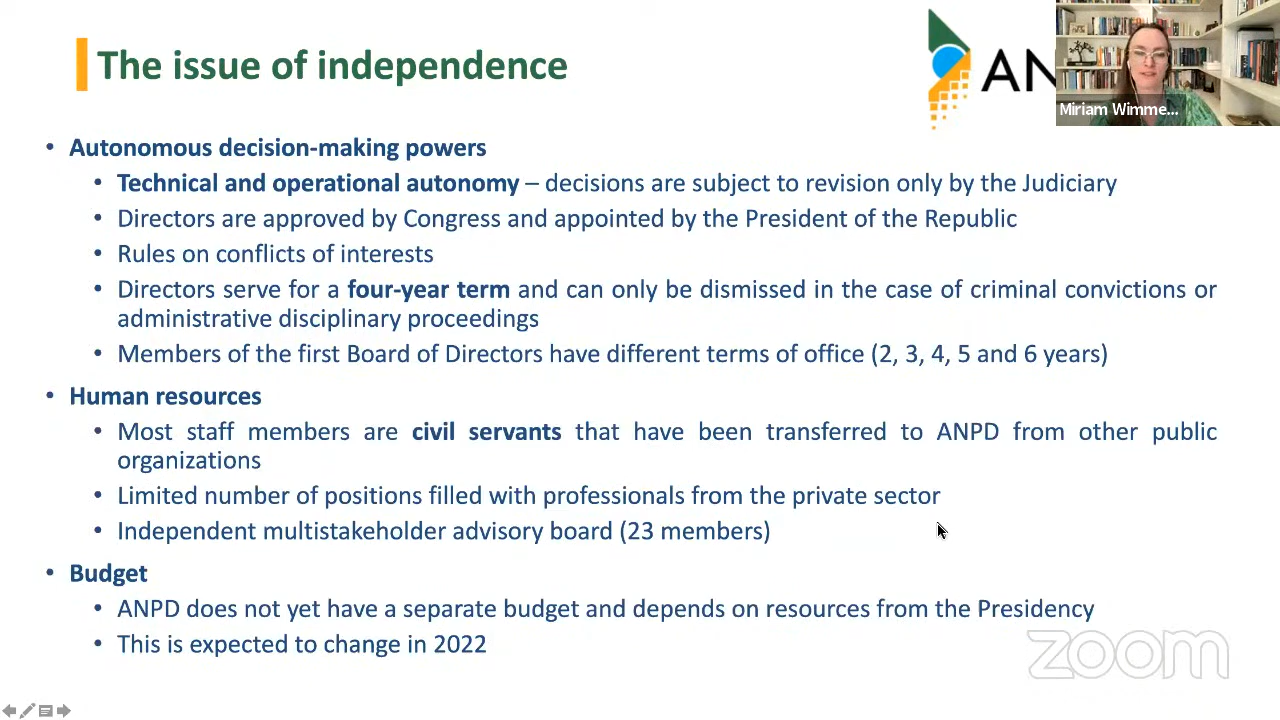 The issue of independence
AN
Miriam Wimme...
• Autonomous decision-making powers
• Technical and operational autonomy – decisions are subject to revision only by the Judiciary
• Directors are approved by Congress and appointed by the President of the Republic
• Rules on conflicts of interests
• Directors serve for a four-year term and can only be dismissed in the case of criminal convictions or
administrative disciplinary proceedings
• Members of the first Board of Directors have different terms of office (2, 3, 4, 5 and 6 years)
• Human resources
• Most staff members are civil servants that have been transferred to ANPD from other public
organizations
• Limited number of positions filled with professionals from the private sector
• Independent multistakeholder advisory board (23 members)
• Budget
• ANPD does not yet have a separate budget and depends on resources from the Presidency
• This is expected to change in 2022
zoom